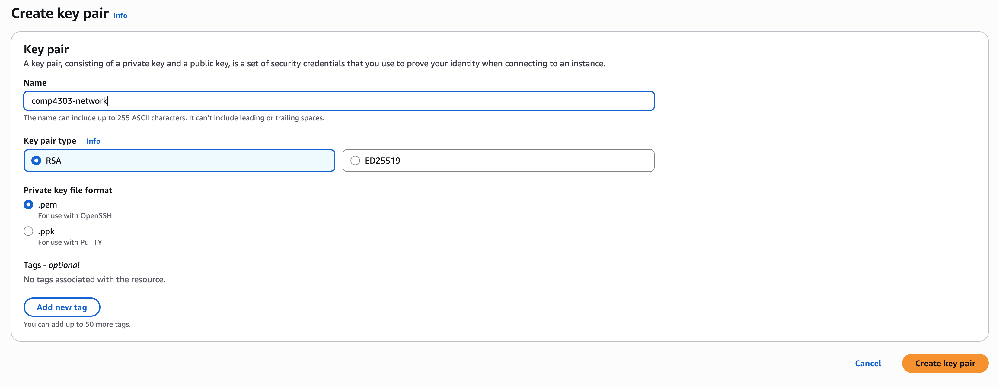 Create key pair Info
Key pair
A key pair, consisting of a private key and a public key, is a set of security credentials that you use to prove your identity when connecting to an instance.
Name
comp4303-network
The name can include up to 255 ASCII characters. It can’t include leading or trailing spaces.
Key pair type Info
RSA ED25519
Private key file format
.pem
For use with OpenSSH
.ppk
For use with PuTTY
Tags - optional
No tags associated with the resource.
Add new tag
You can add up to 50 more tags.
Cancel Create key pair